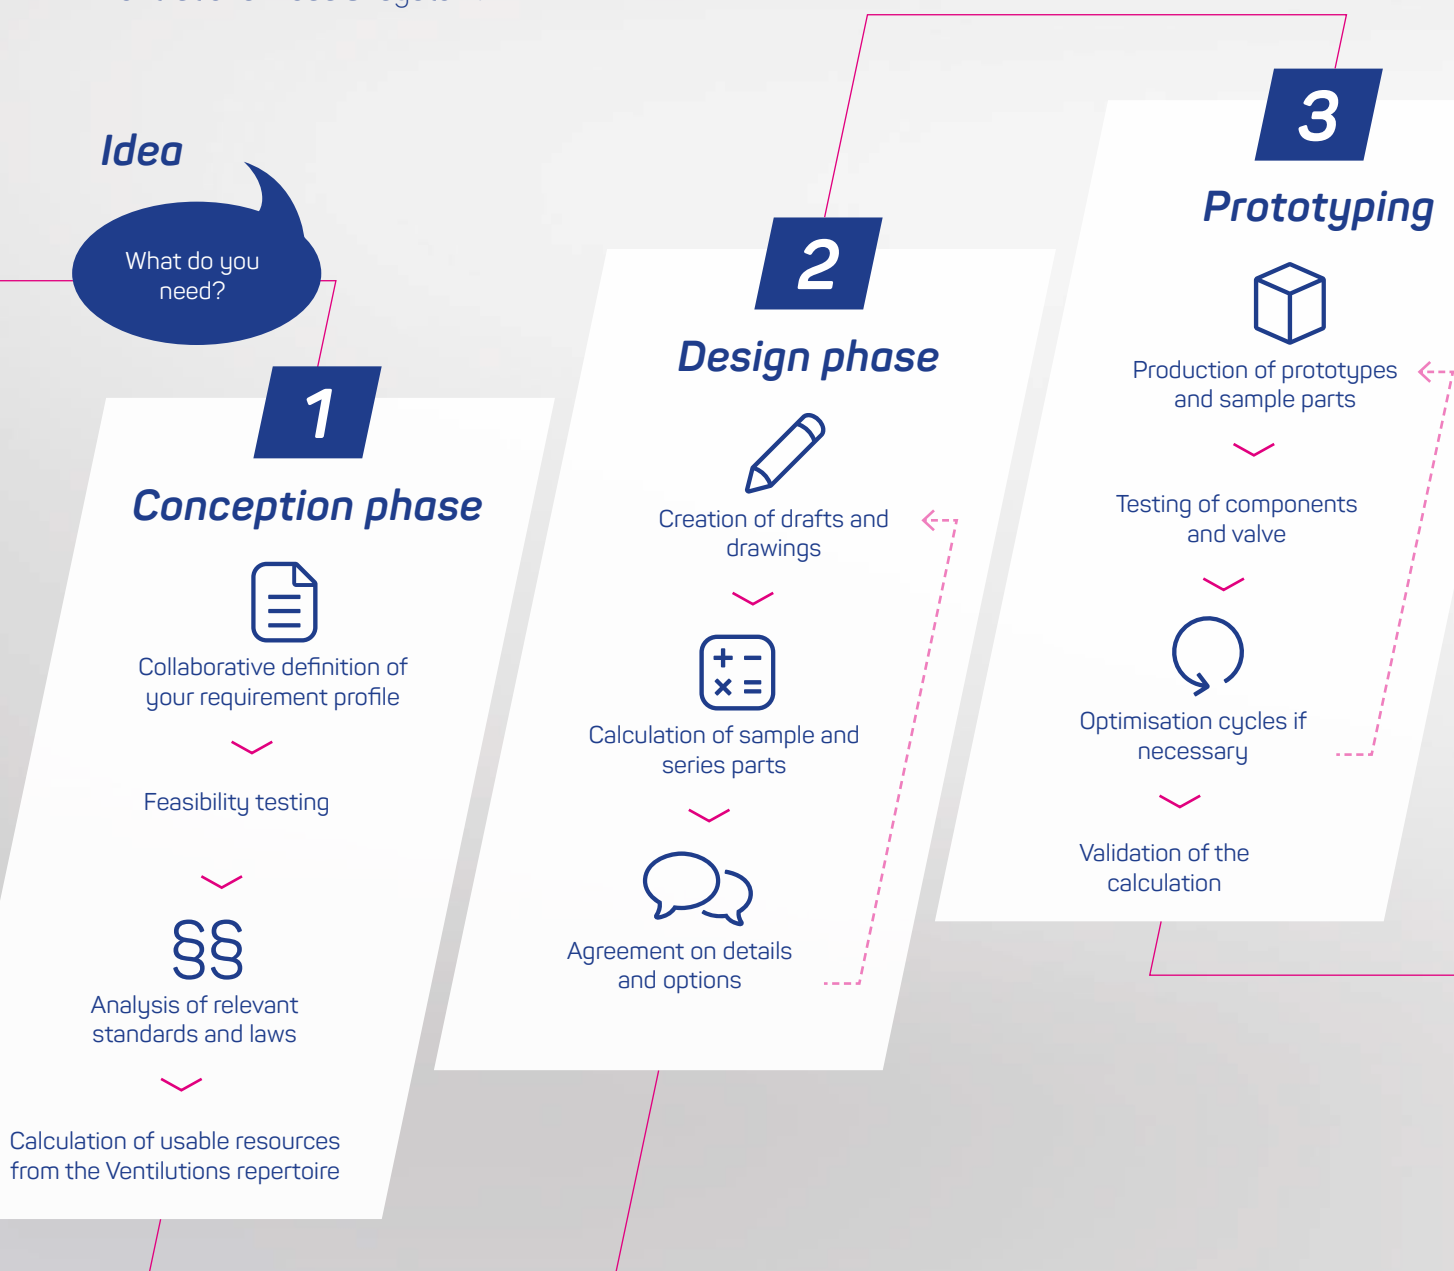 Idea
What do you
need?
1
Conception phase
Collaborative definition of
your requirement profile
Feasibility testing
§§
Analysis of relevant
standards and laws
Calculation of usable resources
from the Ventilutions repertoire
2
Design phase
Creation of drafts and
drawings
+ −
× =
Calculation of sample and
series parts
Agreement on details
and options
3
Prototyping
Production of prototypes
and sample parts
Testing of components
and valve
Optimisation cycles if
necessary
Validation of the
calculation